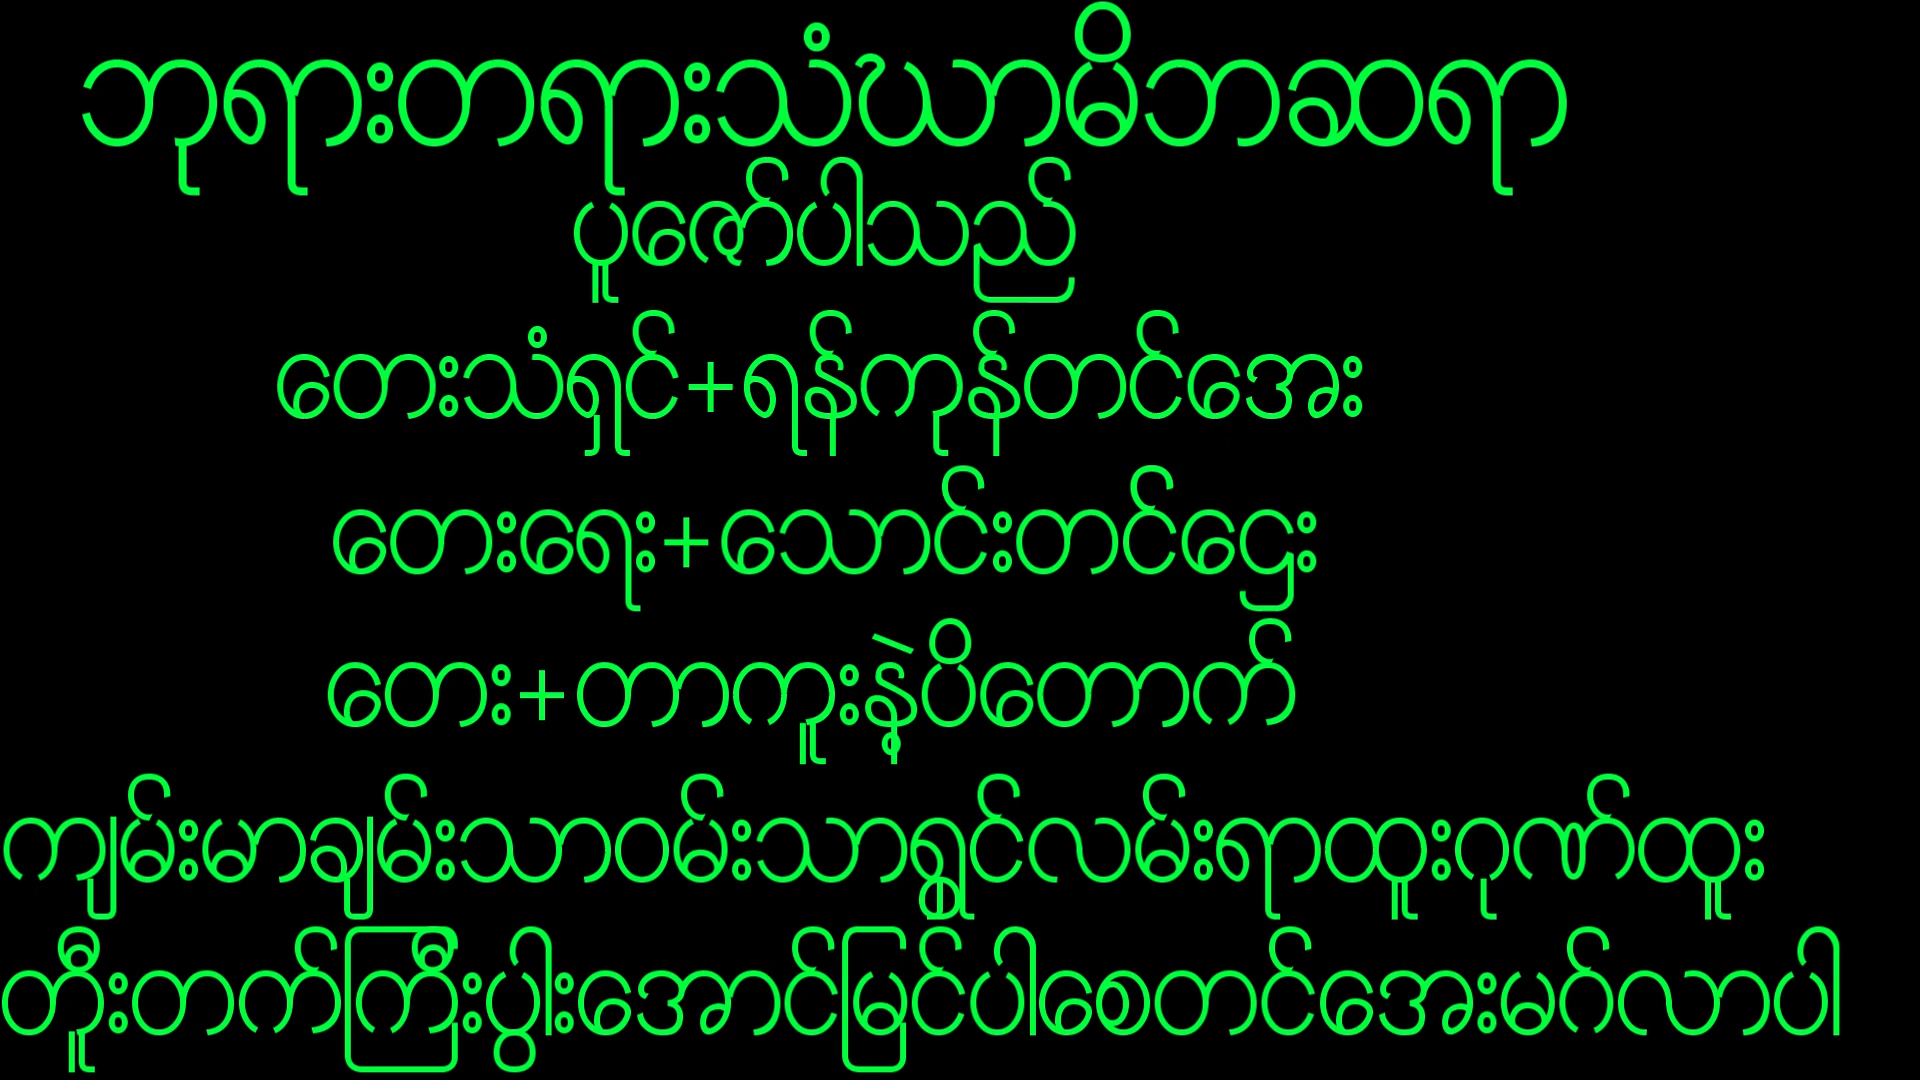 ဘုရားတရားသံဃာမိဘဆရာ
ပူဇော်ပါသည်
တေးသံရှင်+ရန်ကုန်တင်အေး
တေးရေး+သောင်းတင်ဌေး
တေး+တာကူးနဲ့ပိတောက်
ကျမ်းမာချမ်းသာဝမ်းသာရွှင်လမ်းရာထူးဂုဏ်ထူး
တိုးတက်ကြီးပွါးအောင်မြင်ပါစေတင်အေးမင်္ဂလာပါ